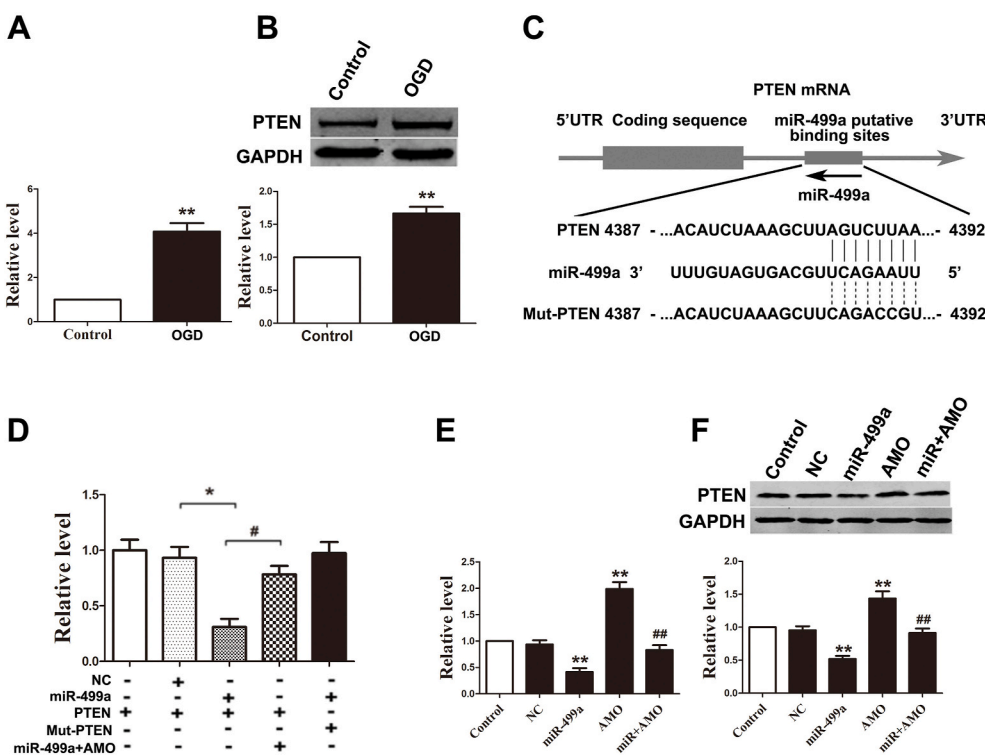 A
6
4
2
0
Relative level
**
Control
OGD
B
Control
OGD
PTEN
GAPDH
2.0
1.5
1.0
0.5
0.0
Relative level
**
Control
OGD
C
PTEN mRNA
5'UTR
Coding sequence
miR-499a putative
binding sites
3'UTR
miR-499a
PTEN 4387 - ...ACAUCUAAAGCUUAGUCUUAA...- 4392
miR-499a 3' UUUGUAGUGACGUUCAGAAUU 5'
Mut-PTEN 4387 - ...ACAUCUAAAGCUUCAGACCGU...- 4392
D
1.5
1.0
0.5
0.0
Relative level
*
#
NC - + - - -
miR-499a - - + - +
PTEN + + + + -
Mut-PTEN - - - - +
miR-499a+AMO - - - + -
E
2.5
2.0
1.5
1.0
0.5
0.0
Relative level
**
**
##
Control
NC
miR-499a
AMO
miR+AMO
F
Control
NC
miR-499a
AMO
miR+AMO
PTEN
GAPDH
2.0
1.5
1.0
0.5
0.0
Relative level
**
**
##
Control
NC
miR-499a
AMO
miR+AMO